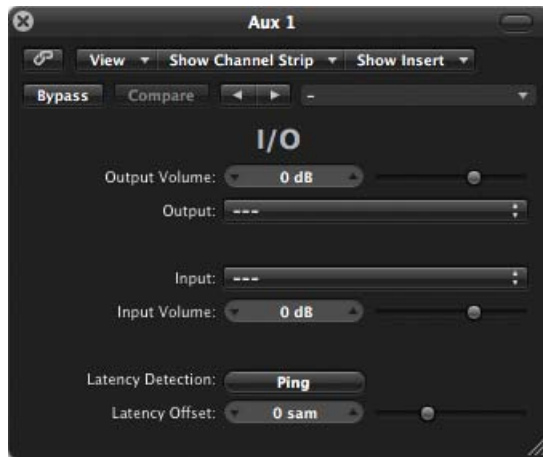 Aux 1
View Show Channel Strip Show Insert
Bypass Compare -
I/O
Output Volume: 0 dB
Output: ---
Input: ---
Input Volume: 0 dB
Latency Detection: Ping
Latency Offset: 0 sam